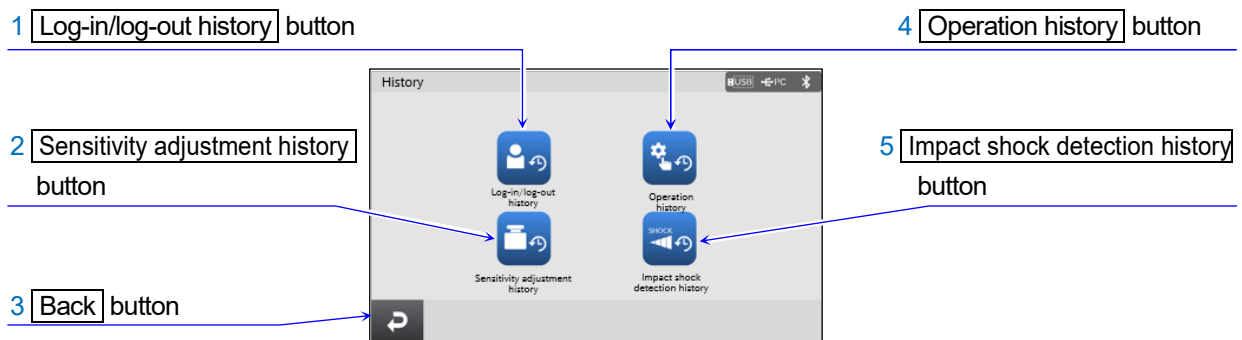 1 Log-in/log-out history button
4 Operation history button
History
USB PC
2 Sensitivity adjustment history
button
5 Impact shock detection history
button
Log-in/log-out
history
Operation
history
SHOCK
Sensitivity adjustment
history
Impact shock
detection history
3 Back button